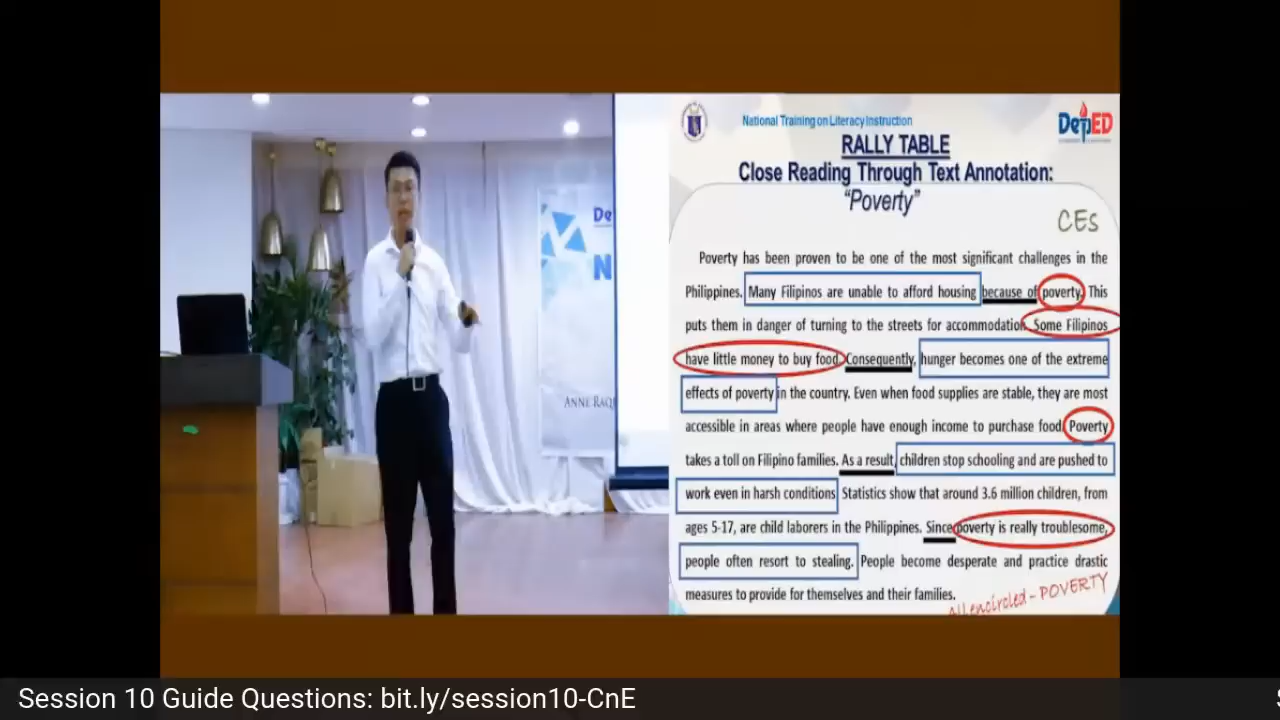 National Training on Literacy Instruction
DepED
RALLY TABLE
Close Reading Through Text Annotation:
“Poverty”
CEs
Poverty has been proven to be one of the most significant challenges in the
Philippines. Many Filipinos are unable to afford housing because of poverty. This
puts them in danger of turning to the streets for accommodation. Some Filipinos
have little money to buy food. Consequently, hunger becomes one of the extreme
effects of poverty in the country. Even when food supplies are stable, they are most
accessible in areas where people have enough income to purchase food. Poverty
takes a toll on Filipino families. As a result, children stop schooling and are pushed to
work even in harsh conditions. Statistics show that around 3.6 million children, from
ages 5-17, are child laborers in the Philippines. Since poverty is really troublesome,
people often resort to stealing. People become desperate and practice drastic
measures to provide for themselves and their families.
All encircled - POVERTY
De
N
ANNE RAQ
Session 10 Guide Questions: bit.ly/session10-CnE